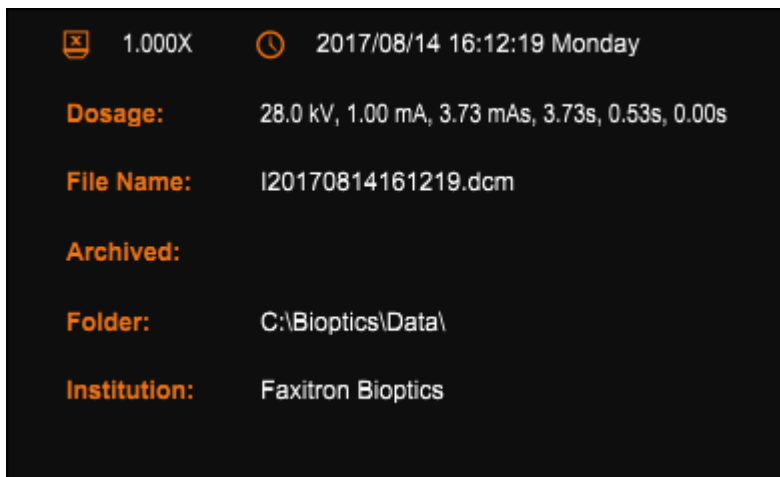 1.000X 2017/08/14 16:12:19 Monday
Dosage: 28.0 kV, 1.00 mA, 3.73 mAs, 3.73s, 0.53s, 0.00s
File Name: I20170814161219.dcm
Archived:
Folder: C:\Bioptics\Data\
Institution: Faxitron Bioptics